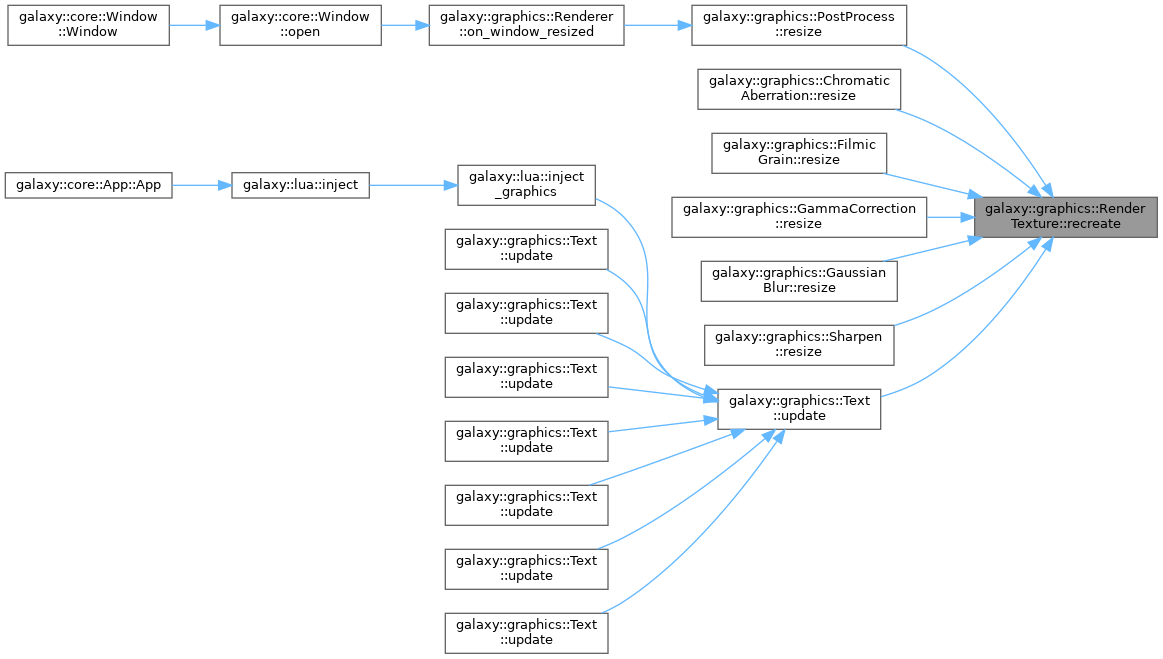 galaxy::core::Window
::Window
galaxy::core::Window
::open
galaxy::graphics::Renderer
::on_window_resized
galaxy::graphics::PostProcess
::resize
galaxy::graphics::Chromatic
Aberration::resize
galaxy::graphics::Filmic
Grain::resize
galaxy::core::App::App
galaxy::lua::inject
galaxy::lua::inject
_graphics
galaxy::graphics::GammaCorrection
::resize
galaxy::graphics::Render
Texture::recreate
galaxy::graphics::Text
::update
galaxy::graphics::Gaussian
Blur::resize
galaxy::graphics::Text
::update
galaxy::graphics::Sharpen
::resize
galaxy::graphics::Text
::update
galaxy::graphics::Text
::update
galaxy::graphics::Text
::update
galaxy::graphics::Text
::update
galaxy::graphics::Text
::update
galaxy::graphics::Text
::update